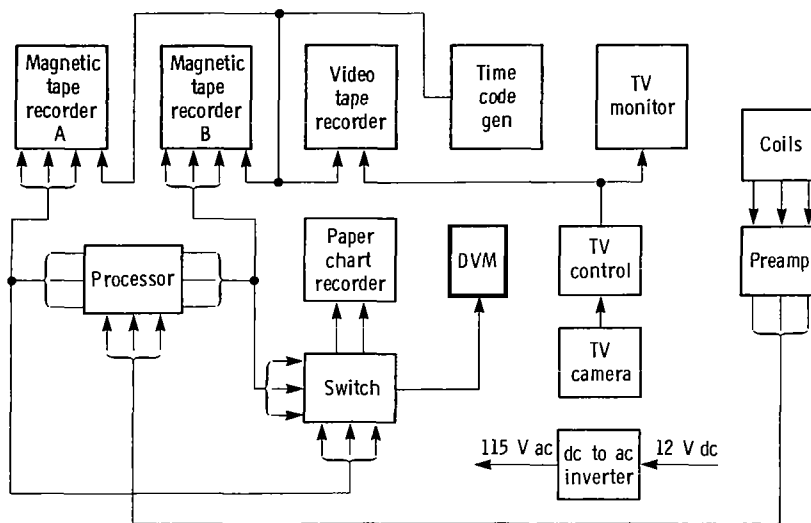 Magnetic
tape
recorder
A
Magnetic
tape
recorder
B
Video
tape
recorder
Time
code
gen
TV
monitor
Coils
Processor
Paper
chart
recorder
DVM
TV
control
Preamp
Switch
TV
camera
115 V ac
dc to ac
inverter
12 V dc